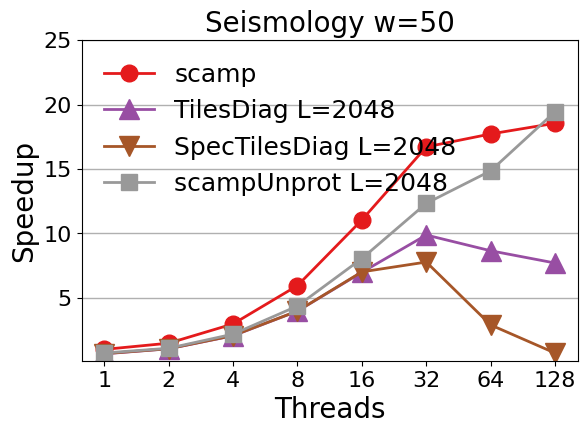 Seismology w=50
25
20
15
10
5
Speedup
scamp
TilesDiag L=2048
SpecTilesDiag L=2048
scampUnprot L=2048
1 2 4 8 16 32 64 128
Threads